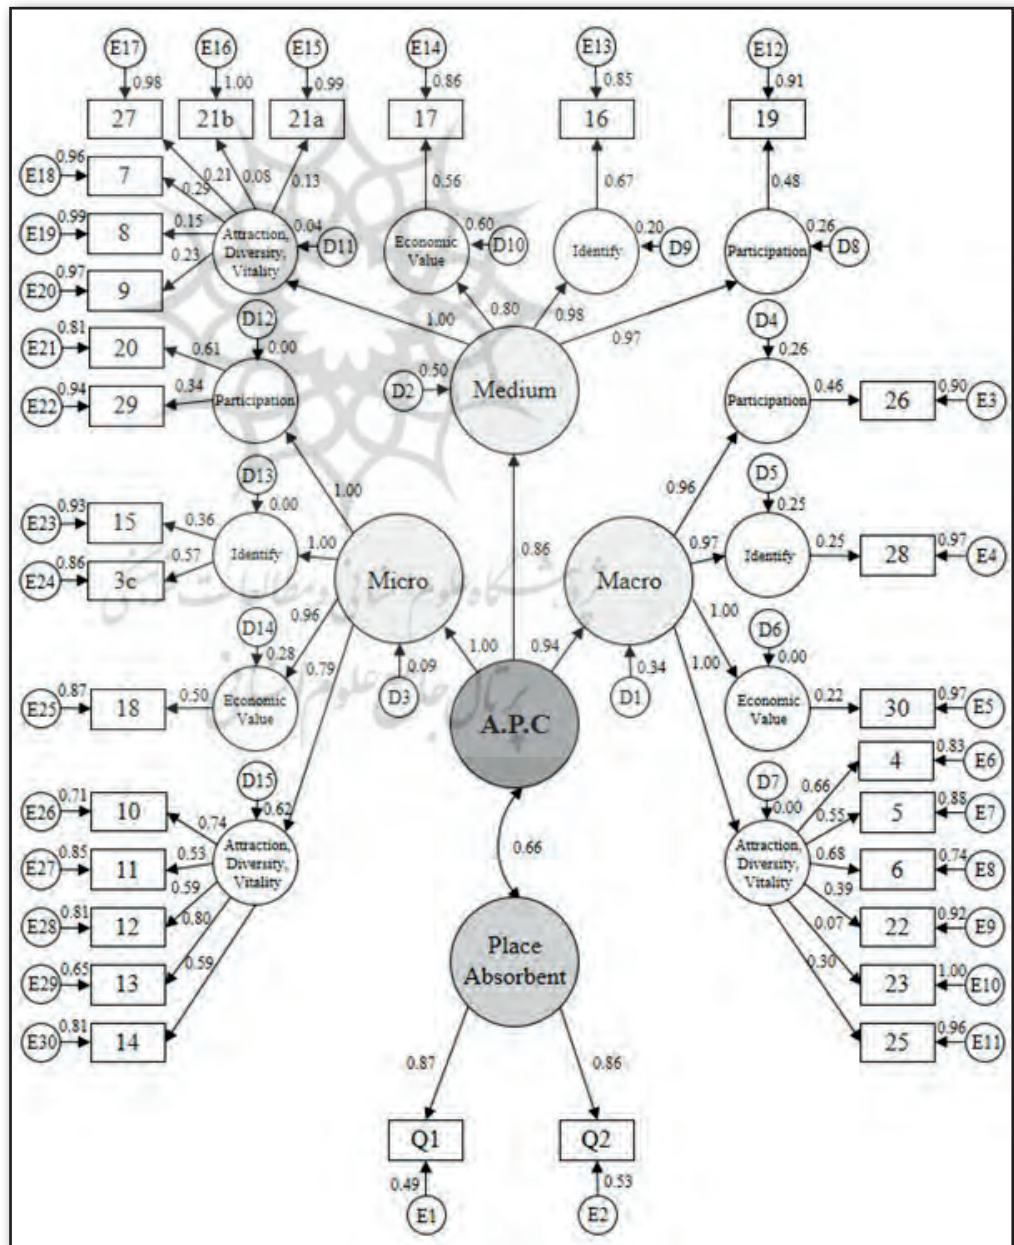 E17 E16 E15 E14 E13 E12
0.98 1.00 0.99 0.86 0.85 0.91
27 21b 21a 17 16 19
E18 0.96 7
0.21 0.08 0.13 0.56 0.67 0.48
0.29
E19 0.99 8 0.15
Attraction, Diversity, Vitality 0.04 D11
Economic Value 0.60 D10
Identify 0.20 D9
Participation 0.26 D8
E20 0.97 9 0.23
1.00 0.80 0.98 0.97
D12 0.00
D4 0.26
E21 0.81 20 0.61
E22 0.94 29 0.34
Participation
D2 0.50
Medium
Participation 0.46 26 0.90 E3
D13 0.00
1.00
0.96
D5 0.25
E23 0.93 15 0.36
E24 0.86 3c 0.57
Identify
1.00
Micro
0.86
Macro
0.97
Identify 0.25 28 0.97 E4
پژوهشگاه علوم انسانی و مطالعات فرهنگی
D14 0.28
0.96
0.79
D3 0.09
1.00
0.94
D1 0.34
1.00
1.00
D6 0.00
پرتال جامع علوم انسانی
E25 0.87 18 0.50
Economic Value
A.P.C
Economic Value 0.22 30 0.97 E5
D15 0.62
D7 0.00
0.66 4 0.83 E6
E26 0.71 10 0.74
0.55 5 0.88 E7
E27 0.85 11 0.53
Attraction, Diversity, Vitality
0.66
Attraction, Diversity, Vitality
0.68 6 0.74 E8
E28 0.81 12 0.59
0.39 22 0.92 E9
E29 0.65 13 0.80
Place Absorbent
0.07 23 1.00 E10
E30 0.81 14 0.59
0.30 25 0.96 E11
0.87 0.86
Q1 Q2
0.49 0.53
E1 E2